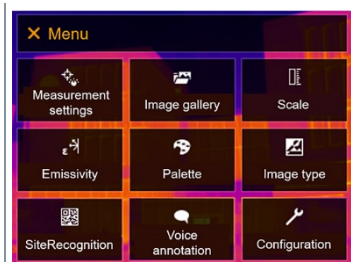 Menu
Measurement
settings
Image gallery
Scale
ε
Emissivity
Palette
Image type
SiteRecognition
Voice
annotation
Configuration